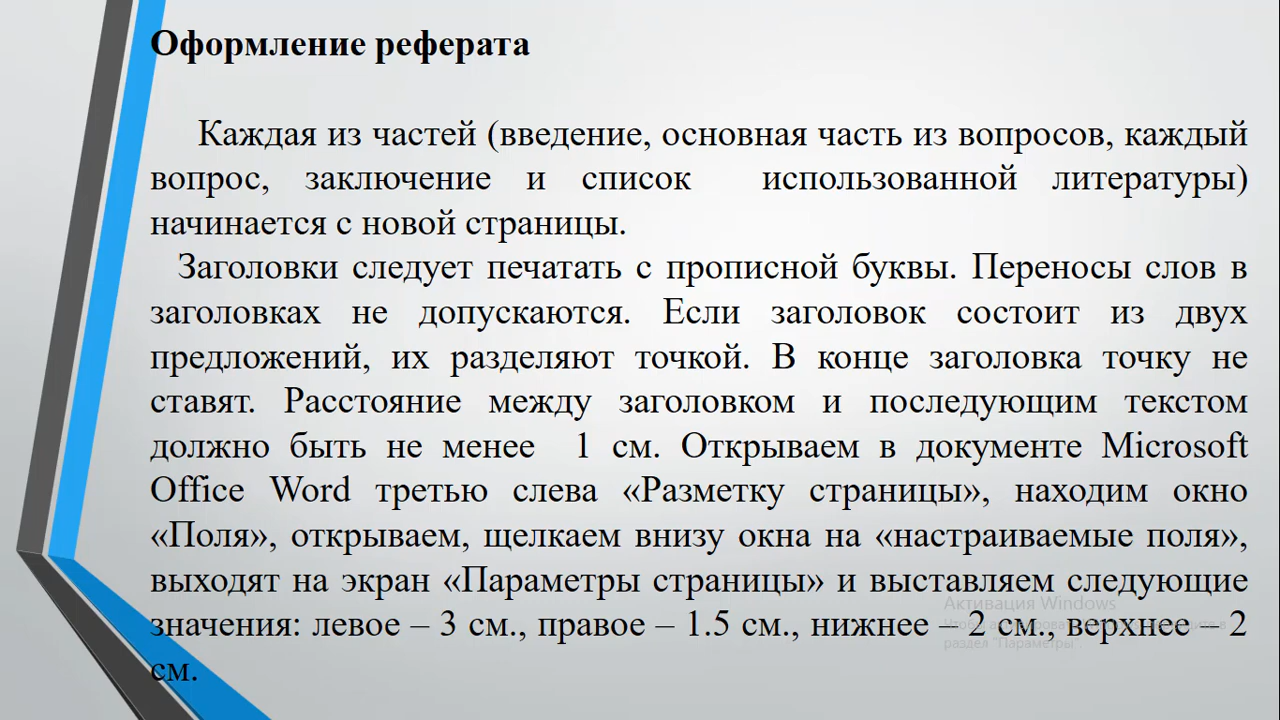 Оформление реферата
Каждая из частей (введение, основная часть из вопросов, каждый
вопрос, заключение и список использованной литературы)
начинается с новой страницы.
Заголовки следует печатать с прописной буквы. Переносы слов в
заголовках не допускаются. Если заголовок состоит из двух
предложений, их разделяют точкой. В конце заголовка точку не
ставят. Расстояние между заголовком и последующим текстом
должно быть не менее 1 см. Открываем в документе Microsoft
Office Word третью слева «Разметку страницы», находим окно
«Поля», открываем, щелкаем внизу окна на «настраиваемые поля»,
выходят на экран «Параметры страницы» и выставляем следующие
значения: левое – 3 см., правое – 1.5 см., нижнее – 2 см., верхнее – 2
см.
Активация Windows
раздел "Параметры".